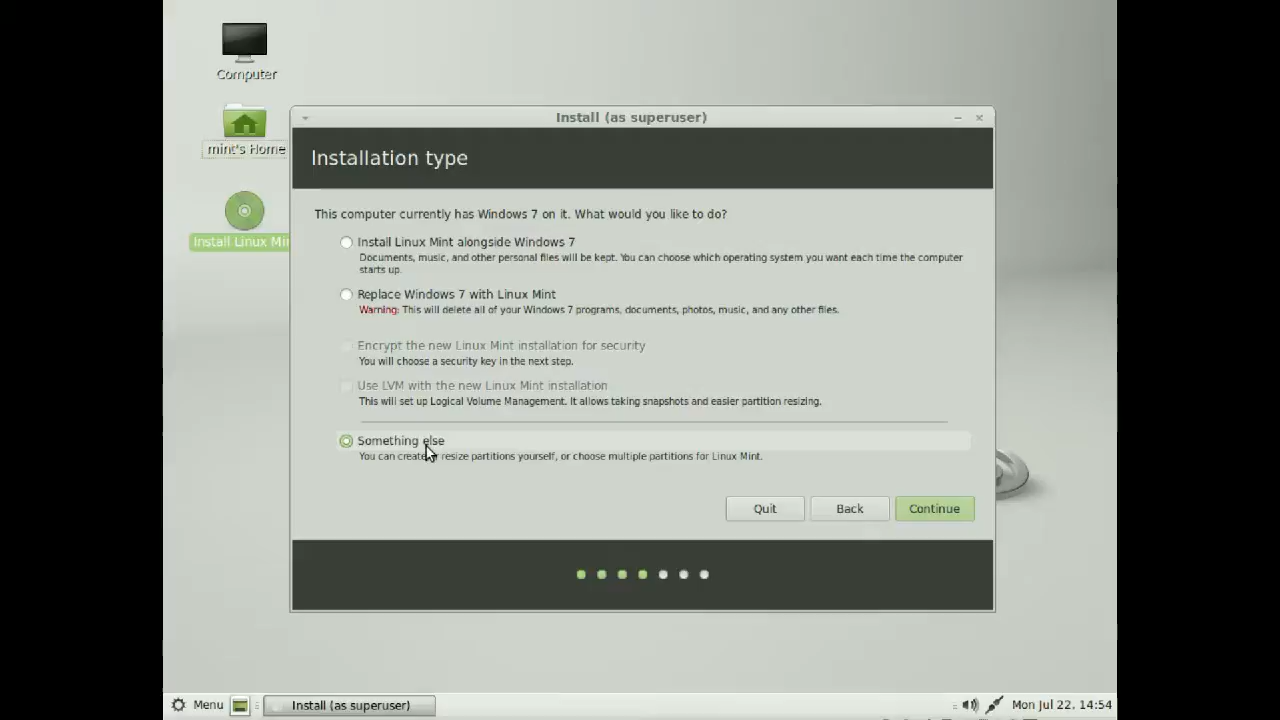 Computer
mint's Home
Install Linux Min
Install (as superuser)
Installation type
This computer currently has Windows 7 on it. What would you like to do?
Install Linux Mint alongside Windows 7
Documents, music, and other personal files will be kept. You can choose which operating system you want each time the computer
starts up.
Replace Windows 7 with Linux Mint
Warning: This will delete all of your Windows 7 programs, documents, photos, music, and any other files.
Encrypt the new Linux Mint installation for security
You will choose a security key in the next step.
Use LVM with the new Linux Mint installation
This will set up Logical Volume Management. It allows taking snapshots and easier partition resizing.
Something else
You can create resize partitions yourself, or choose multiple partitions for Linux Mint.
Quit Back Continue
Menu Install (as superuser) Mon Jul 22, 14:54